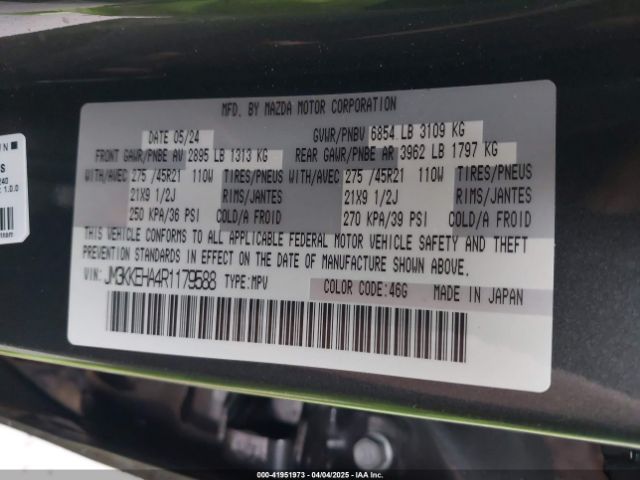 MFD. BY MAZDA MOTOR CORPORATION
DATE 05/24 GVWR/PNBV 6854 LB 3109 KG
FRONT GAWR/PNBE AV 2895 LB 1313 KG REAR GAWR/PNBE AR 3962 LB 1797 KG
WITH/AVEC 275 /45R21 110W TIRES/PNEUS WITH/AVEC 275 /45R21 110W TIRES/PNEUS
21X9 1/2J RIMS/JANTES 21X9 1/2J RIMS/JANTES
250 KPA/36 PSI COLD/A FROID 270 KPA/39 PSI COLD/A FROID
THIS VEHICLE CONFORMS TO ALL APPLICABLE FEDERAL MOTOR VEHICLE SAFETY AND THEFT
PREVENTION STANDARDS IN EFFECT ON THE DATE OF MANUFACTURE SHOWN ABOVE.
VIN: JM3KKEHA4R1179588 TYPE:MPV
COLOR CODE:46G MADE IN JAPAN
000-41951973 - 04/04/2025 - IAAI.COM